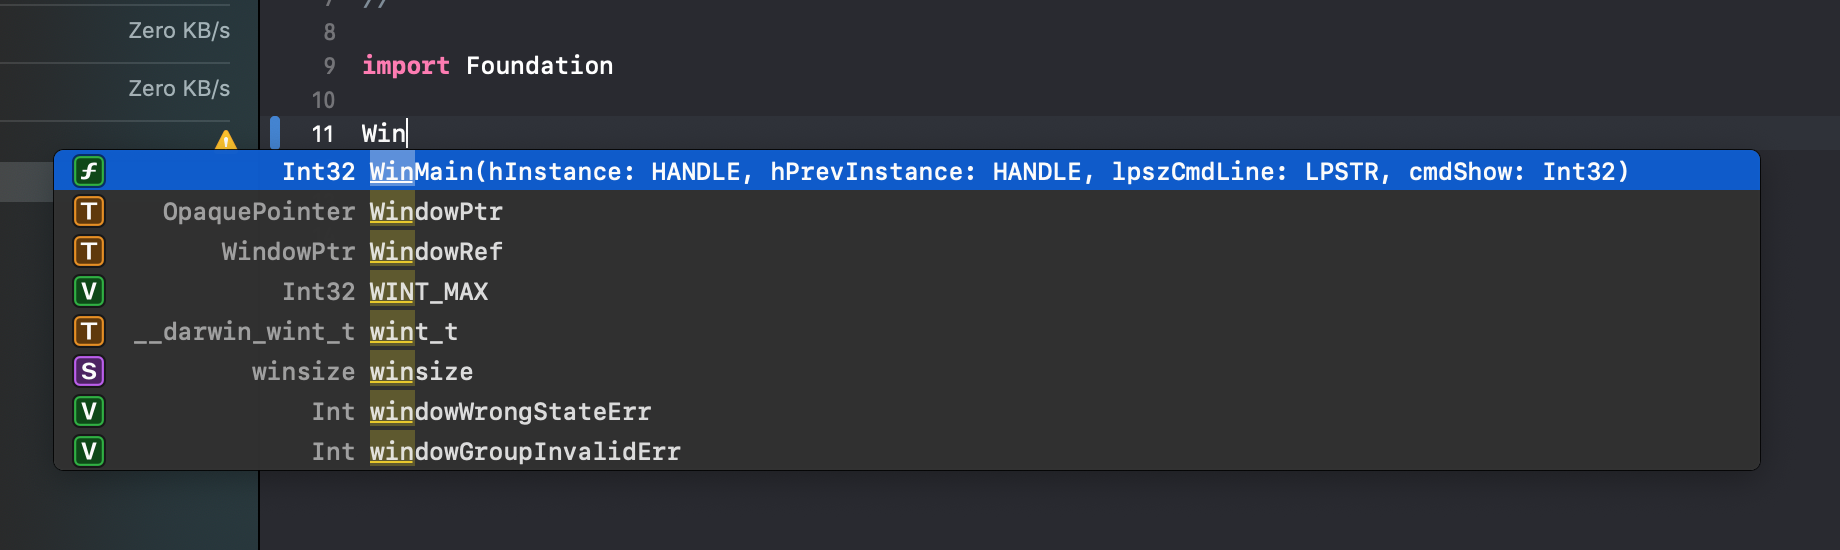 7 //
Zero KB/s
8
9 import Foundation
Zero KB/s
10
11 Win
f Int32 WinMain(hInstance: HANDLE, hPrevInstance: HANDLE, lpszCmdLine: LPSTR, cmdShow: Int32)
T OpaquePointer WindowPtr
T WindowPtr WindowRef
V Int32 WINT_MAX
T __darwin_wint_t wint_t
S winsize winsize
V Int windowWrongStateErr
V Int windowGroupInvalidErr